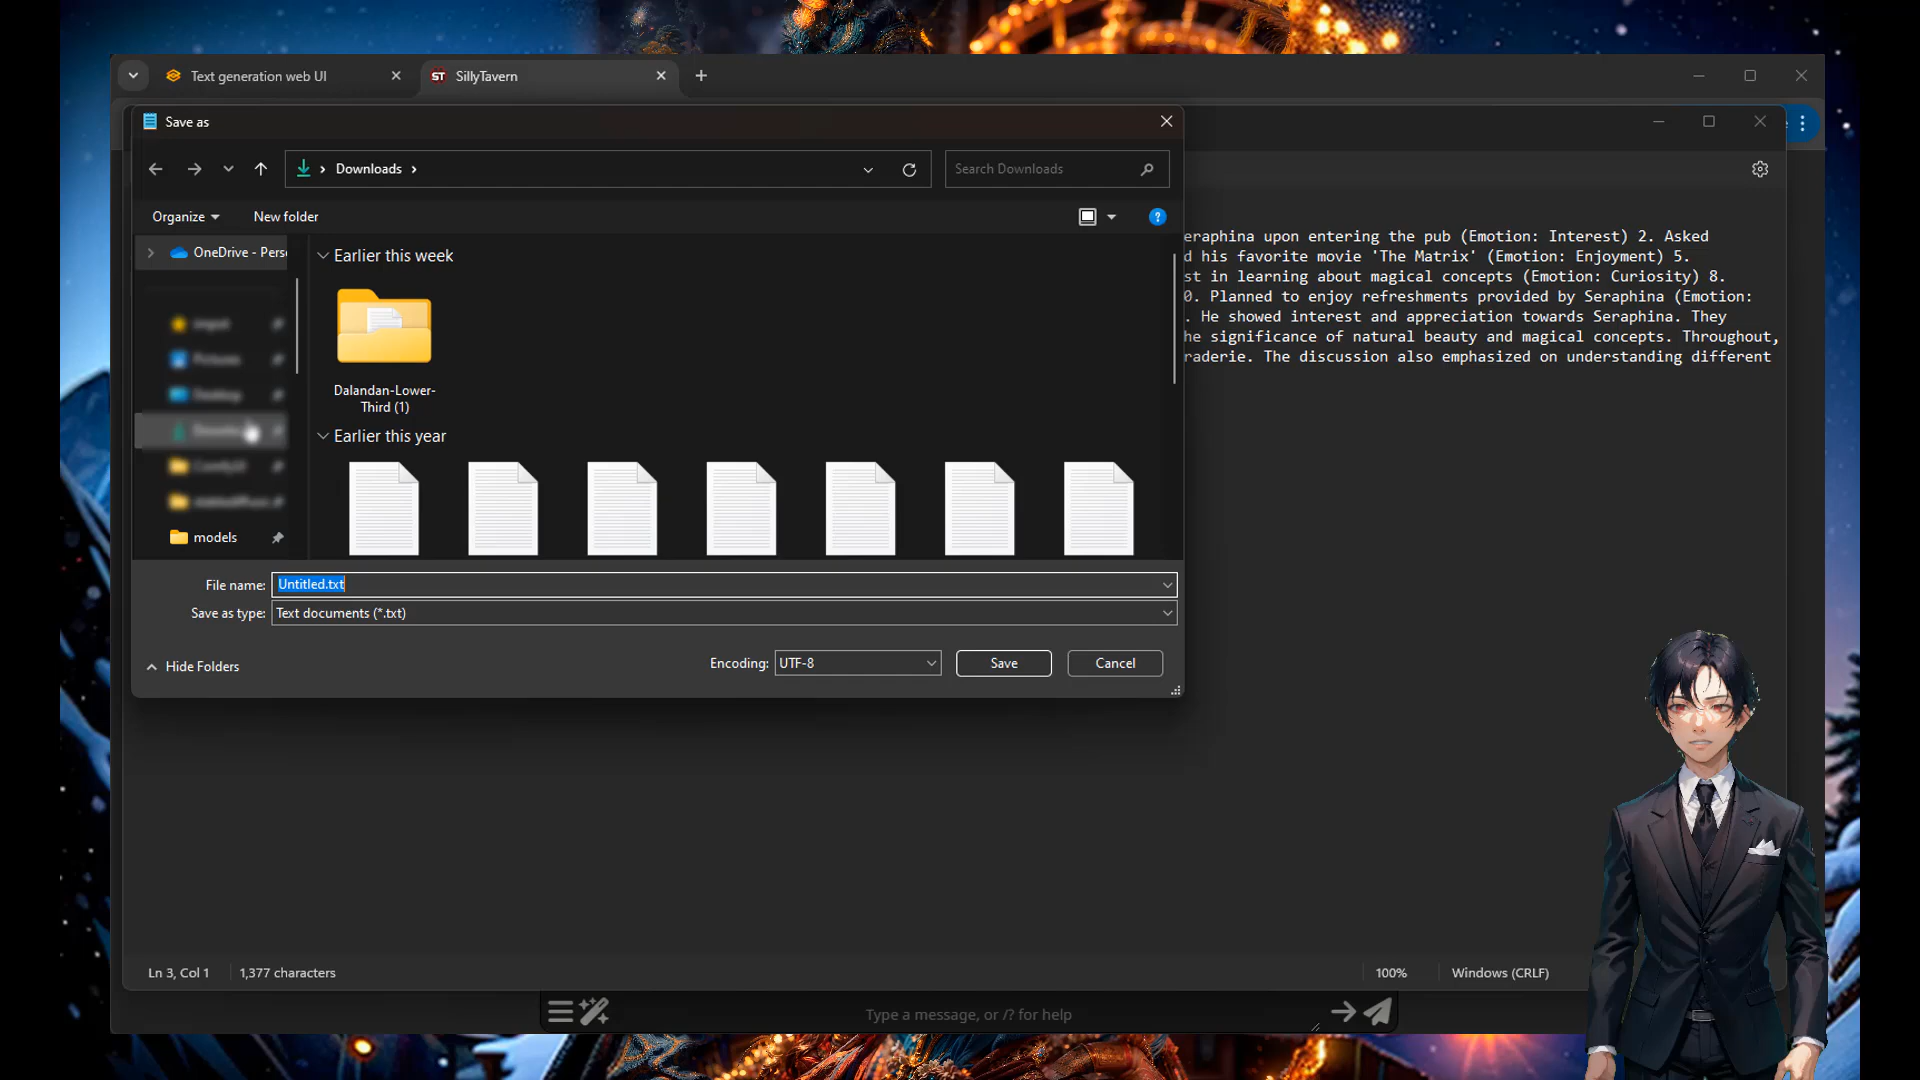 Text generation web UI
ST SillyTavern
Save as
Downloads
Search Downloads
Organize
New folder
?
OneDrive - Pers
Earlier this week
Dalandan-Lower-
Third (1)
Earlier this year
models
eraphina upon entering the pub (Emotion: Interest) 2. Asked
d his favorite movie 'The Matrix' (Emotion: Enjoyment) 5.
st in learning about magical concepts (Emotion: Curiosity) 8.
0. Planned to enjoy refreshments provided by Seraphina (Emotion:
. He showed interest and appreciation towards Seraphina. They
he significance of natural beauty and magical concepts. Throughout,
raderie. The discussion also emphasized on understanding different
File name: Untitled.txt
Save as type: Text documents (*.txt)
Hide Folders
Encoding: UTF-8
Save
Cancel
Ln 3, Col 1
1,377 characters
100%
Windows (CRLF)
Type a message, or /? for help